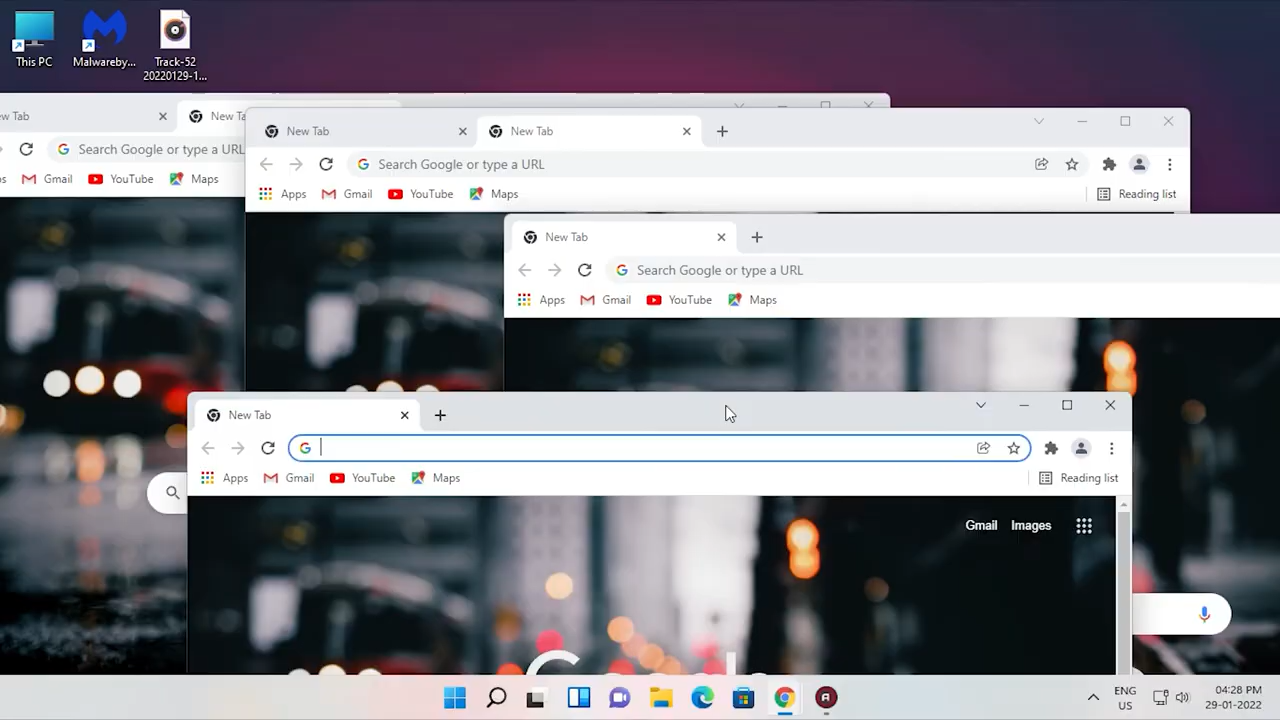 This PC
Malwareby...
Track-52
20220129-1...
New Tab
New Ta
Search Google or type a URL
Gmail
YouTube
Maps
New Tab
New Tab
Search Google or type a URL
Apps
Gmail
YouTube
Maps
Reading list
New Tab
Search Google or type a URL
Apps
Gmail
YouTube
Maps
New Tab
Apps
Gmail
YouTube
Maps
Reading list
Gmail
Images
ENG
US
04:28 PM
29-01-2022